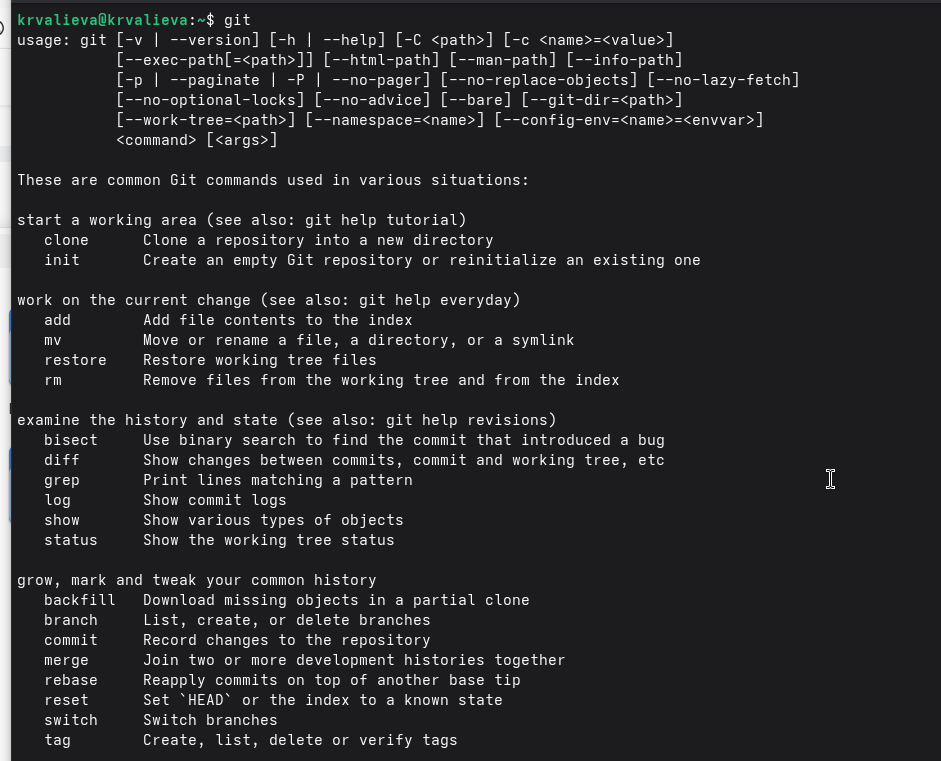 krvalieva@krvalieva:~$ git
usage: git [-v | --version] [-h | --help] [-C <path>] [-c <name>=<value>]
           [--exec-path[=<path>]] [--html-path] [--man-path] [--info-path]
           [-p | --paginate | -P | --no-pager] [--no-replace-objects] [--no-lazy-fetch]
           [--no-optional-locks] [--no-advice] [--bare] [--git-dir=<path>]
           [--work-tree=<path>] [--namespace=<name>] [--config-env=<name>=<envvar>]
           <command> [<args>]

These are common Git commands used in various situations:

start a working area (see also: git help tutorial)
   clone      Clone a repository into a new directory
   init       Create an empty Git repository or reinitialize an existing one

work on the current change (see also: git help everyday)
   add        Add file contents to the index
   mv         Move or rename a file, a directory, or a symlink
   restore    Restore working tree files
   rm         Remove files from the working tree and from the index

examine the history and state (see also: git help revisions)
   bisect     Use binary search to find the commit that introduced a bug
   diff       Show changes between commits, commit and working tree, etc
   grep       Print lines matching a pattern
   log        Show commit logs
   show       Show various types of objects
   status     Show the working tree status

grow, mark and tweak your common history
   backfill   Download missing objects in a partial clone
   branch     List, create, or delete branches
   commit     Record changes to the repository
   merge      Join two or more development histories together
   rebase     Reapply commits on top of another base tip
   reset      Set `HEAD` or the index to a known state
   switch     Switch branches
   tag        Create, list, delete or verify tags